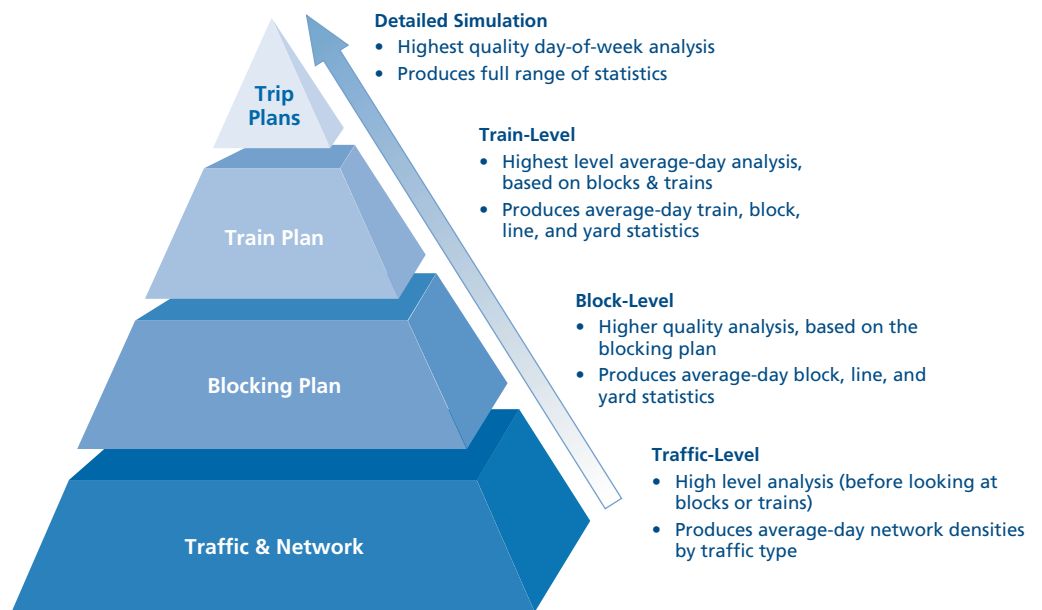 Detailed Simulation
• Highest quality day-of-week analysis
• Produces full range of statistics
Trip
Plans
Train-Level
• Highest level average-day analysis,
based on blocks & trains
• Produces average-day train, block,
line, and yard statistics
Train Plan
Block-Level
• Higher quality analysis, based on the
blocking plan
• Produces average-day block, line, and
yard statistics
Blocking Plan
Traffic-Level
• High level analysis (before looking at
blocks or trains)
• Produces average-day network densities
by traffic type
Traffic & Network